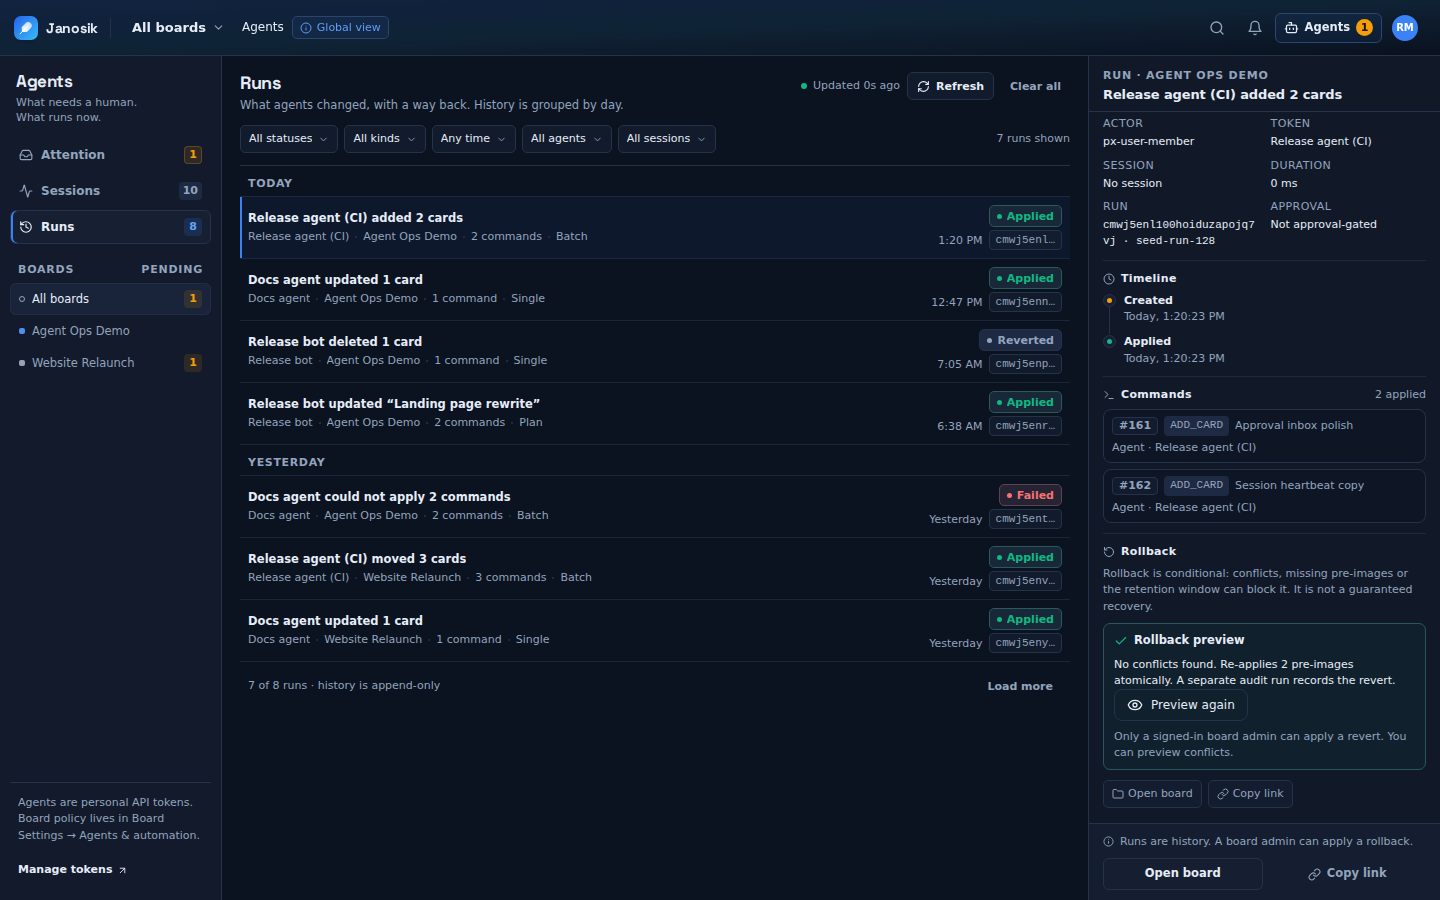 Janosik
All boards
Agents
Global view
Agents 1
RM
Agents
What needs a human.
What runs now.
Attention 1
Sessions 10
Runs 8
BOARDS PENDING
All boards 1
Agent Ops Demo
Website Relaunch 1
Agents are personal API tokens.
Board policy lives in Board
Settings → Agents & automation.
Manage tokens ↗
Runs
What agents changed, with a way back. History is grouped by day.
Updated 0s ago
Refresh
Clear all
All statuses
All kinds
Any time
All agents
All sessions
7 runs shown
TODAY
Release agent (CI) added 2 cards
Applied
Release agent (CI) · Agent Ops Demo · 2 commands · Batch
1:20 PM cmwj5enl…
Docs agent updated 1 card
Applied
Docs agent · Agent Ops Demo · 1 command · Single
12:47 PM cmwj5enn…
Release bot deleted 1 card
Reverted
Release bot · Agent Ops Demo · 1 command · Single
7:05 AM cmwj5enp…
Release bot updated “Landing page rewrite”
Applied
Release bot · Agent Ops Demo · 2 commands · Plan
6:38 AM cmwj5enr…
YESTERDAY
Docs agent could not apply 2 commands
Failed
Docs agent · Agent Ops Demo · 2 commands · Batch
Yesterday cmwj5ent…
Release agent (CI) moved 3 cards
Applied
Release agent (CI) · Website Relaunch · 3 commands · Batch
Yesterday cmwj5env…
Docs agent updated 1 card
Applied
Docs agent · Website Relaunch · 1 command · Single
Yesterday cmwj5eny…
7 of 8 runs · history is append-only
Load more
RUN · AGENT OPS DEMO
Release agent (CI) added 2 cards
ACTOR
px-user-member
TOKEN
Release agent (CI)
SESSION
No session
DURATION
0 ms
RUN
cmwj5enl100hoiduzapojq7
vj · seed-run-128
APPROVAL
Not approval-gated
Timeline
Created
Today, 1:20:23 PM
Applied
Today, 1:20:23 PM
Commands
2 applied
#161 ADD_CARD Approval inbox polish
Agent · Release agent (CI)
#162 ADD_CARD Session heartbeat copy
Agent · Release agent (CI)
Rollback
Rollback is conditional: conflicts, missing pre-images or
the retention window can block it. It is not a guaranteed
recovery.
Rollback preview
No conflicts found. Re-applies 2 pre-images
atomically. A separate audit run records the revert.
Preview again
Only a signed-in board admin can apply a revert. You
can preview conflicts.
Open board
Copy link
Runs are history. A board admin can apply a rollback.
Open board
Copy link